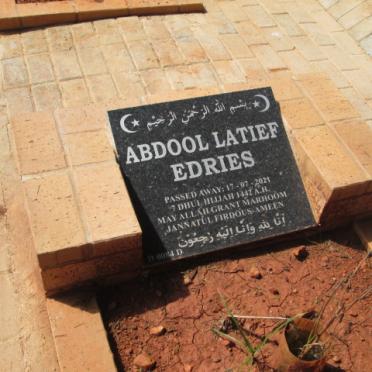 بسم الله الرحمن الرحيم
ABDOOL LATIEF
EDRIES
PASSED AWAY: 17-07-2021
7 DHUL HIJJAH 1442 A.H.
MAY ALLAH GRANT MARHOOM
JANNATUL FIRDOUS-AMEEN
إنا لله وإنا إليه رجعون